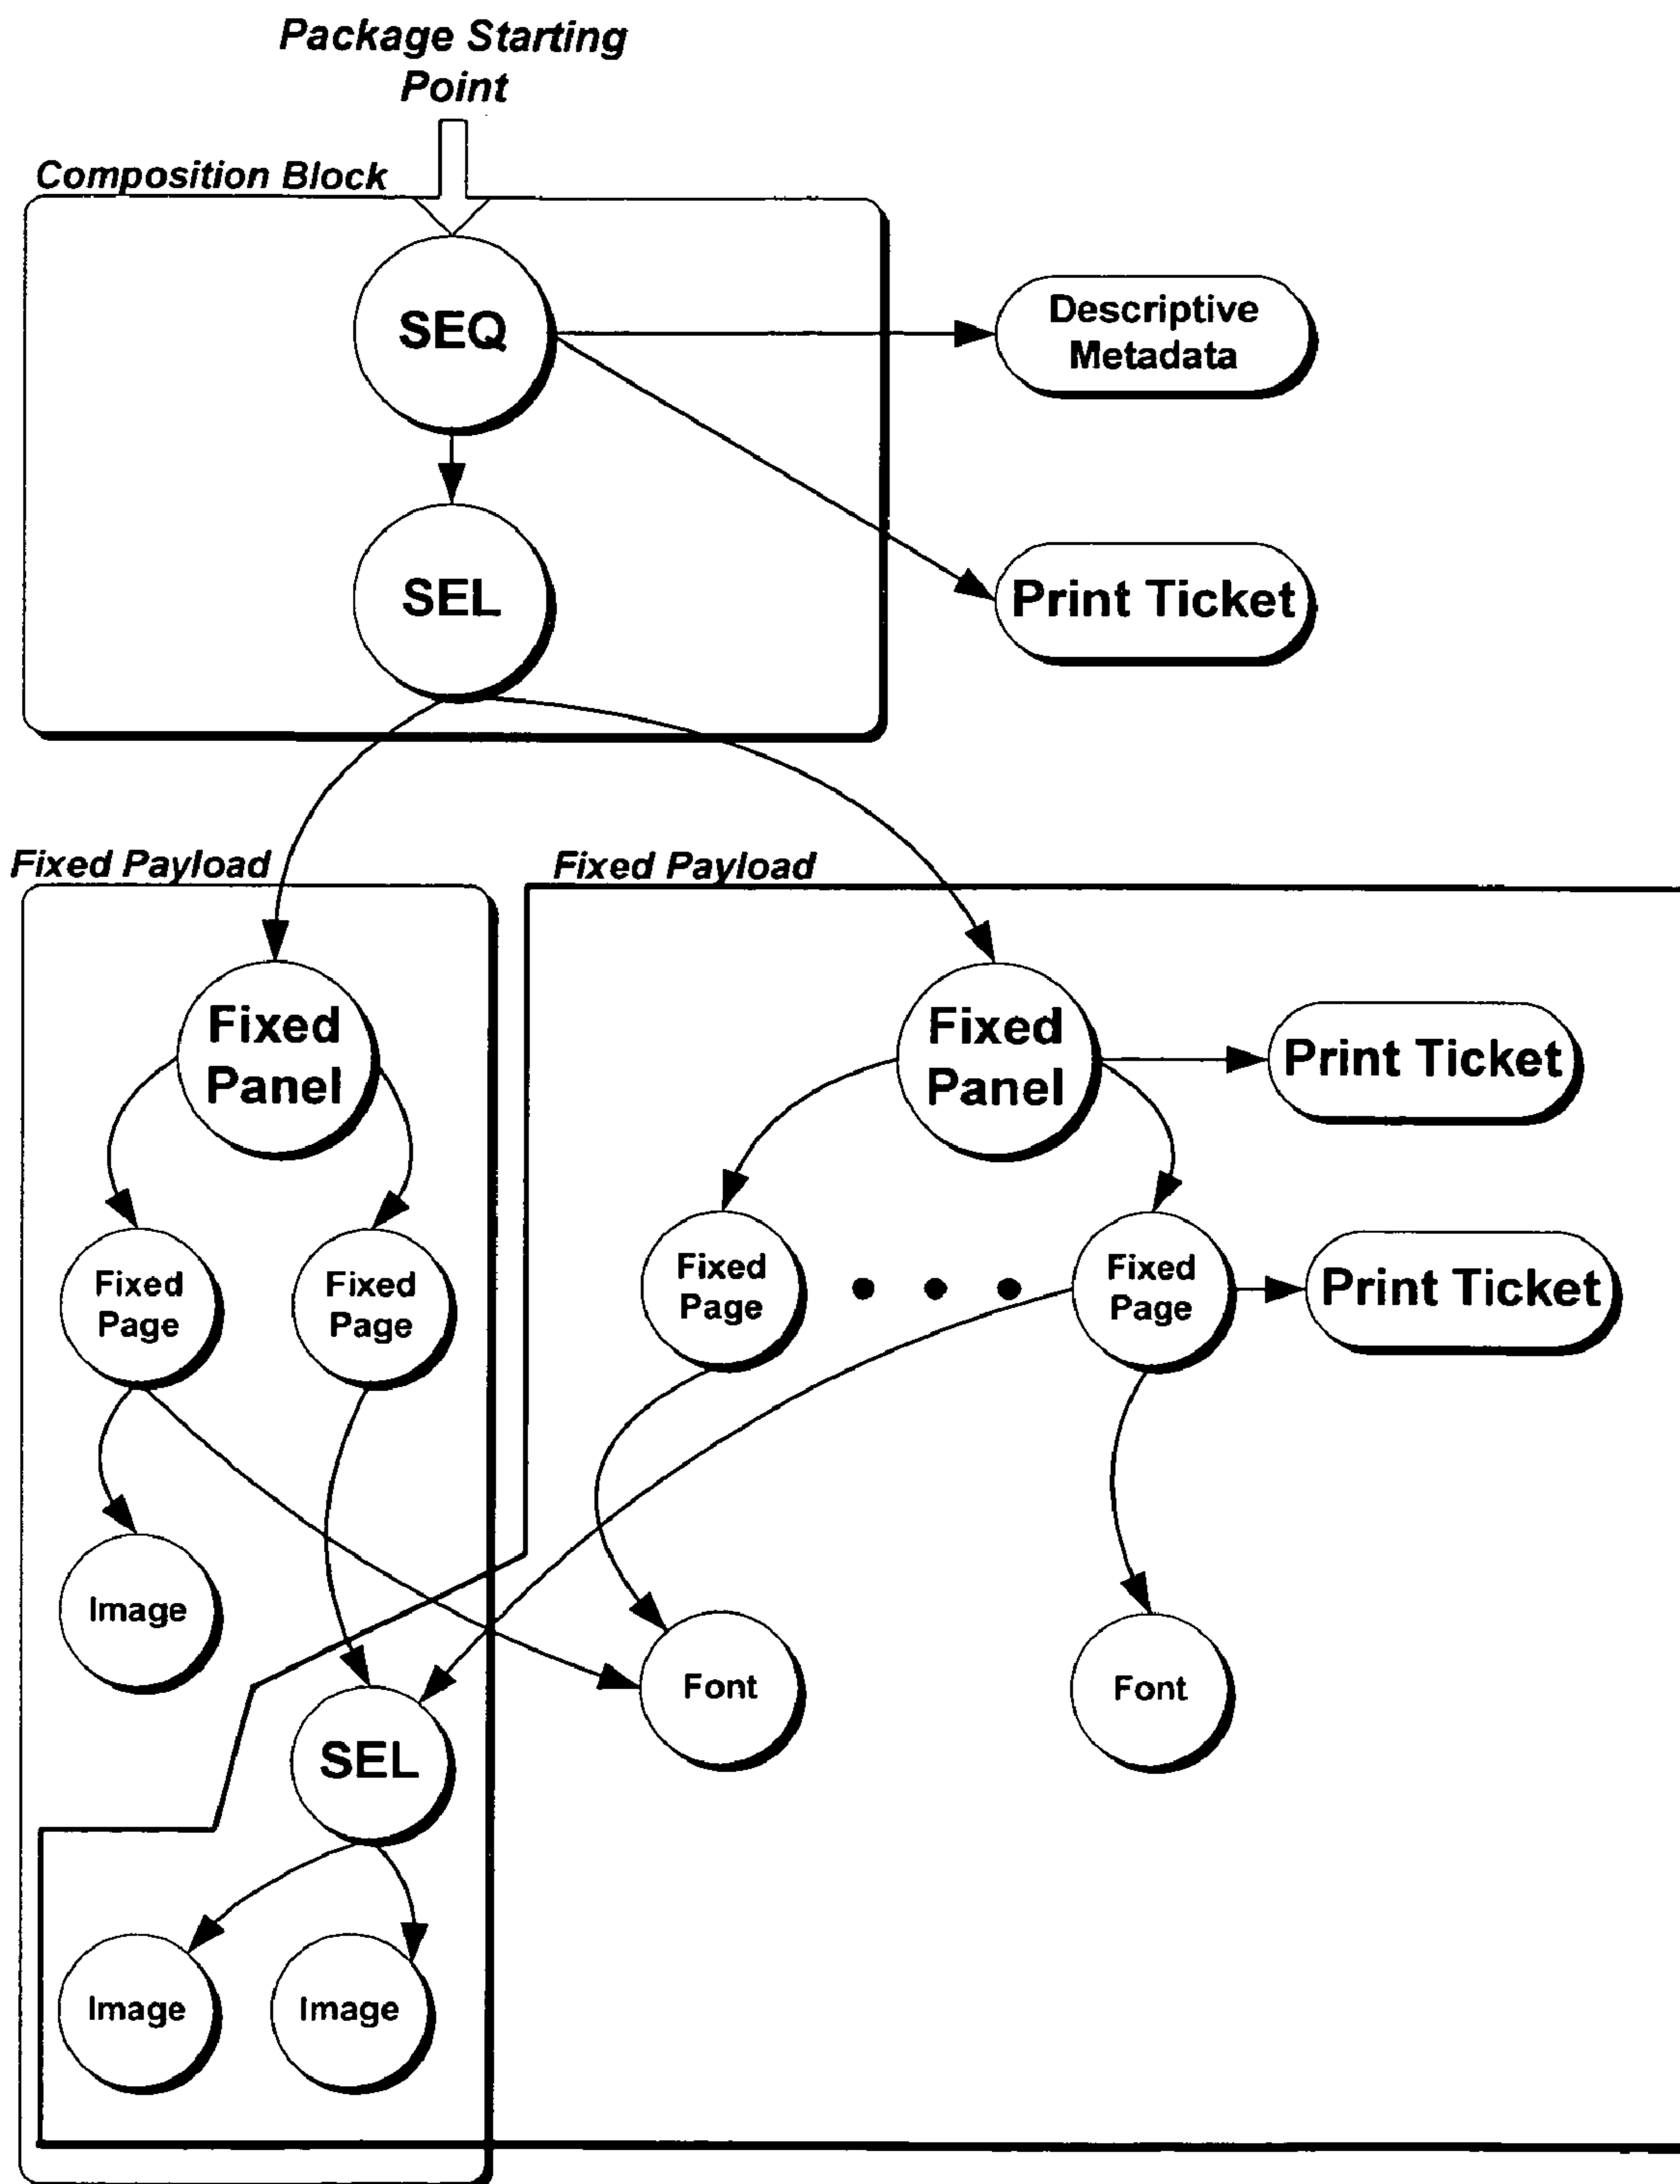 Package Starting
Point
Composition Block
SEQ
Descriptive
Metadata
SEL
Print Ticket
Fixed Payload
Fixed Payload
Fixed
Panel
Fixed
Panel
Print Ticket
Fixed
Page
Fixed
Page
Fixed
Page
Fixed
Page
Print Ticket
Image
Font
Font
SEL
Image
Image